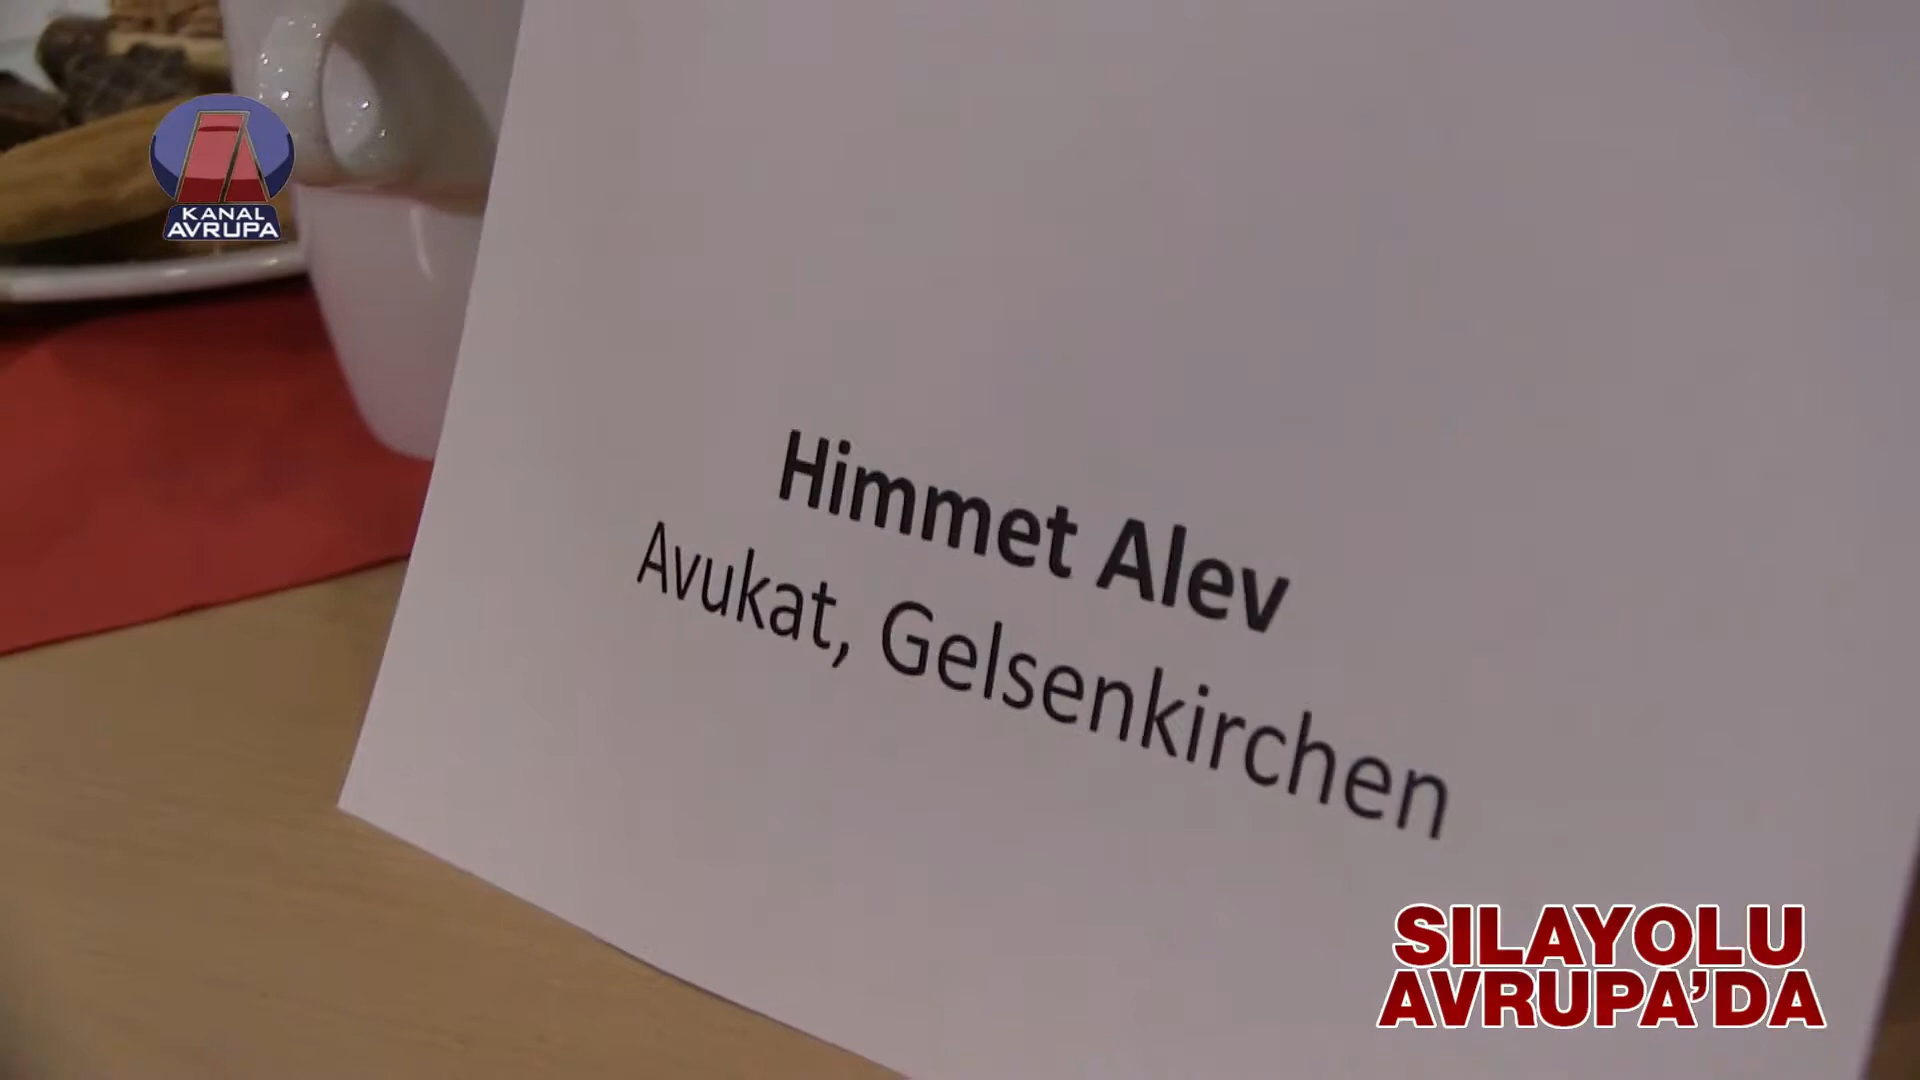 KANAL
AVRUPA
Himmet Alev
Avukat, Gelsenkirchen
SILAYOLU
AVRUPA'DA